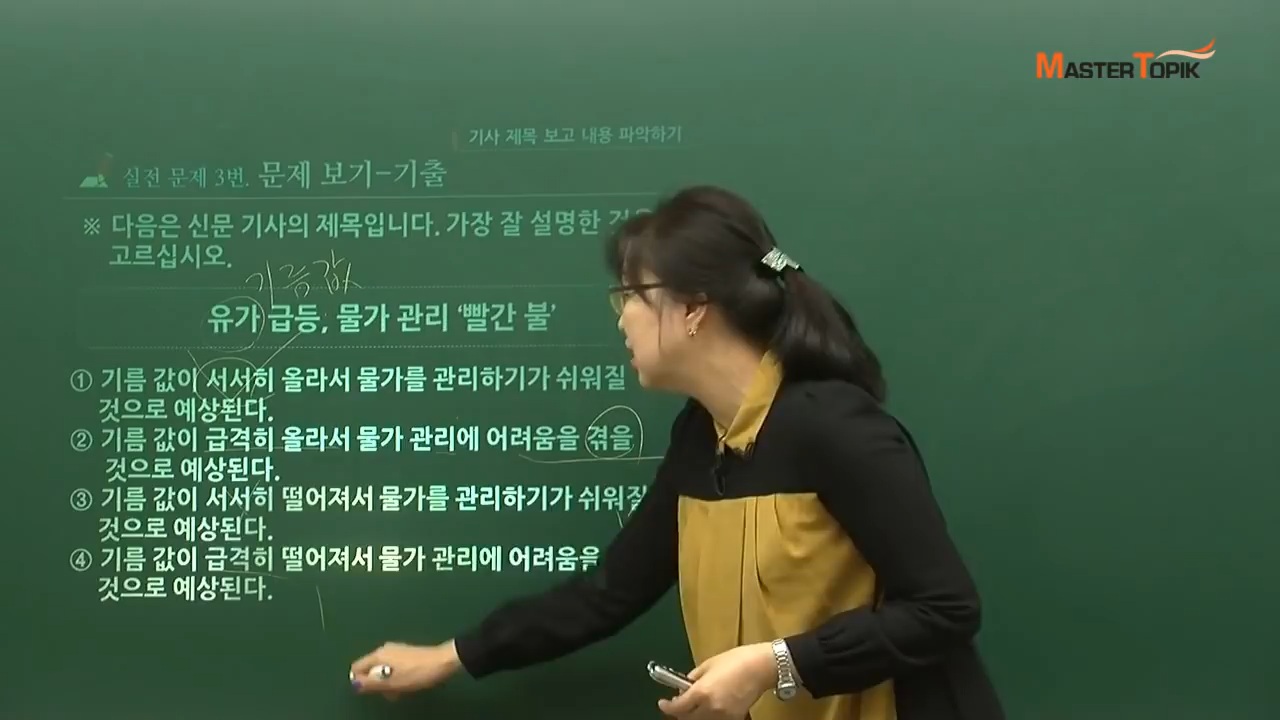 MASTER TOPIK
기사 제목 보고 내용 파악하기
실전 문제 3번. 문제 보기-기출
※ 다음은 신문 기사의 제목입니다. 가장 잘 설명한
고르십시오.
기름값
유가 급등, 물가 관리 ‘빨간 불’
① 기름 값이 서서히 올라서 물가를 관리하기가 쉬워질
것으로 예상된다.
② 기름 값이 급격히 올라서 물가 관리에 어려움을 겪을
것으로 예상된다.
③ 기름 값이 서서히 떨어져서 물가를 관리하기가 쉬워질
것으로 예상된다.
④ 기름 값이 급격히 떨어져서 물가 관리에 어려움을
것으로 예상된다.